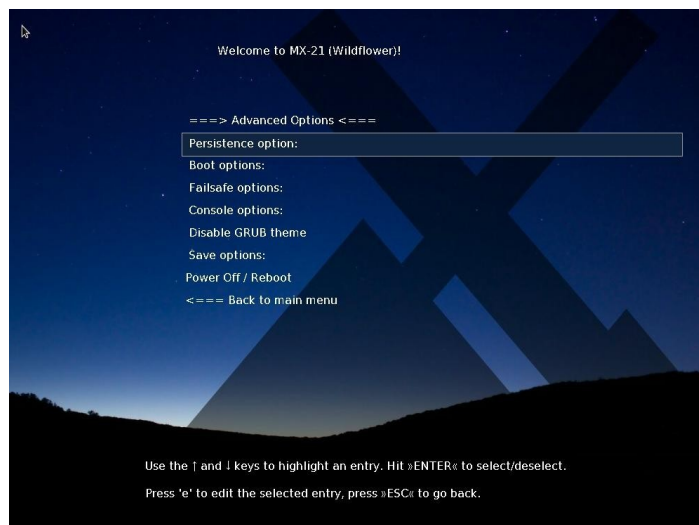 Welcome to MX-21 (Wildflower)!
===> Advanced Options <===
Persistence option:
Boot options:
Failsafe options:
Console options:
Disable GRUB theme
Save options:
Power Off / Reboot
<=== Back to main menu
Use the ↑ and ↓ keys to highlight an entry. Hit »ENTER« to select/deselect.
Press 'e' to edit the selected entry, press »ESC« to go back.